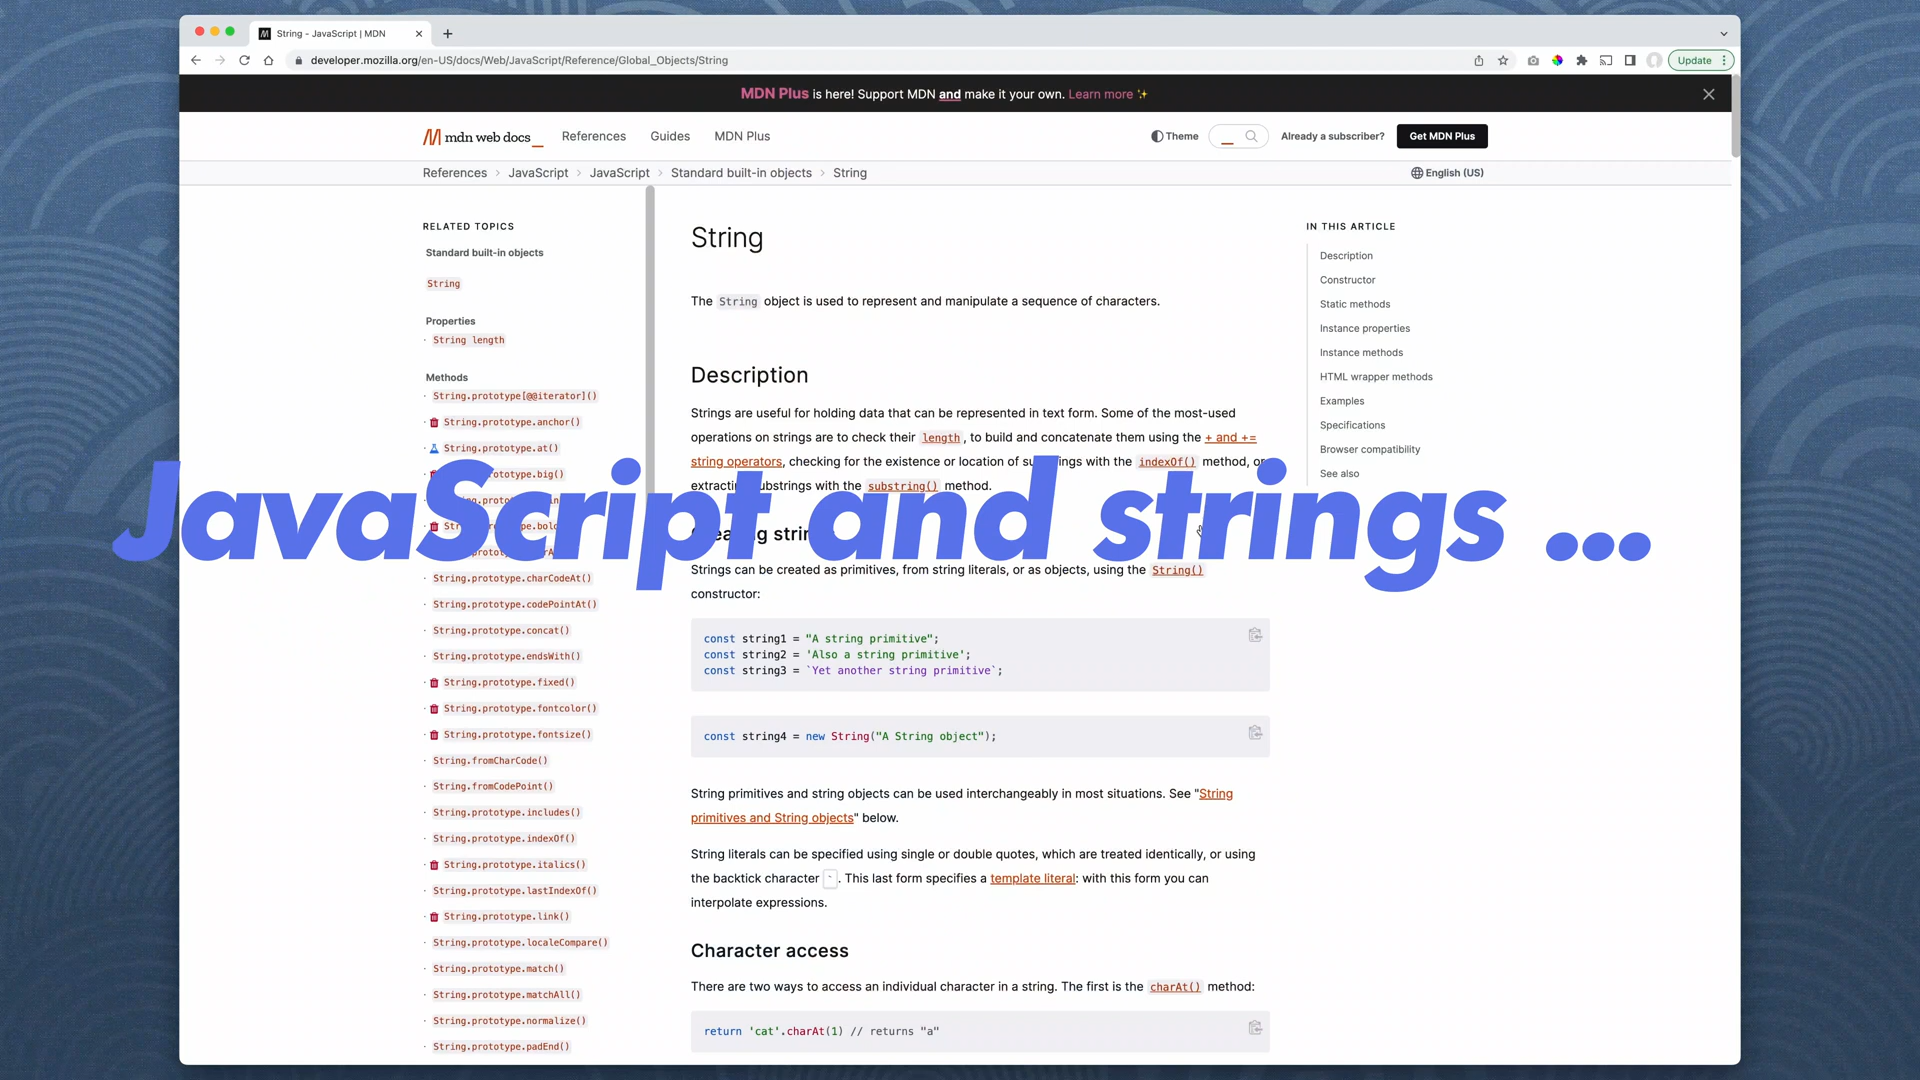 String - JavaScript | MDN
developer.mozilla.org/en-US/docs/Web/JavaScript/Reference/Global_Objects/String
Update
MDN Plus is here! Support MDN and make it your own. Learn more ✨
mdn web docs_
References
Guides
MDN Plus
Theme
Already a subscriber?
Get MDN Plus
References > JavaScript > JavaScript > Standard built-in objects > String
English (US)
RELATED TOPICS
Standard built-in objects
String
Properties
String length
Methods
String.prototype[@@iterator]()
String.prototype.anchor()
String.prototype.at()
ototype.big()
String.prototype.charCodeAt()
String.prototype.codePointAt()
String.prototype.concat()
String.prototype.endsWith()
String.prototype.fixed()
String.prototype.fontcolor()
String.prototype.fontsize()
String.fromCharCode()
String.fromCodePoint()
String.prototype.includes()
String.prototype.indexOf()
String.prototype.italics()
String.prototype.lastIndexOf()
String.prototype.link()
String.prototype.localeCompare()
String.prototype.match()
String.prototype.matchAll()
String.prototype.normalize()
String.prototype.padEnd()
String
The String object is used to represent and manipulate a sequence of characters.
Description
Strings are useful for holding data that can be represented in text form. Some of the most-used
operations on strings are to check their length, to build and concatenate them using the + and +=
string operators, checking for the existence or location of su ings with the indexOf() method, or
extracti ubstrings with the substring() method.
JavaScript and strings ...
Strings can be created as primitives, from string literals, or as objects, using the String()
constructor:
const string1 = "A string primitive";
const string2 = 'Also a string primitive';
const string3 = `Yet another string primitive`;
const string4 = new String("A String object");
String primitives and string objects can be used interchangeably in most situations. See "String
primitives and String objects" below.
String literals can be specified using single or double quotes, which are treated identically, or using
the backtick character `. This last form specifies a template literal: with this form you can
interpolate expressions.
Character access
There are two ways to access an individual character in a string. The first is the charAt() method:
return 'cat'.charAt(1) // returns "a"
IN THIS ARTICLE
Description
Constructor
Static methods
Instance properties
Instance methods
HTML wrapper methods
Examples
Specifications
Browser compatibility
See also